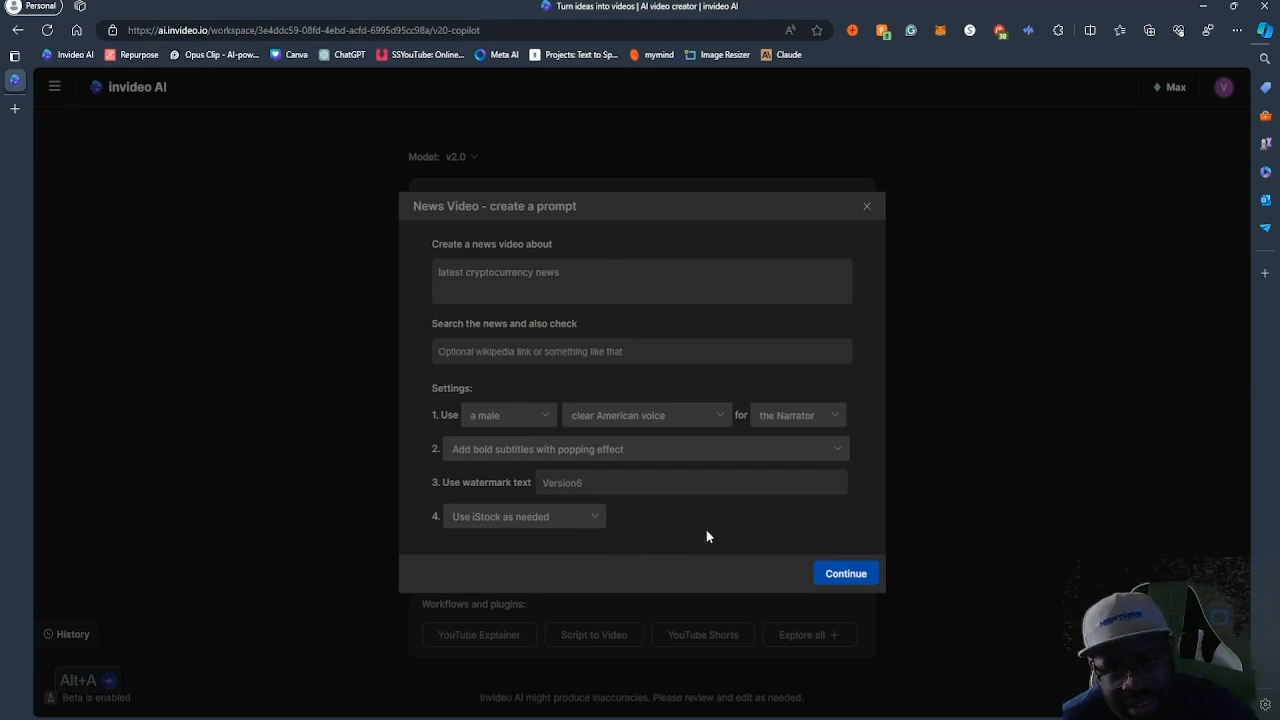 Personal
Turn ideas into videos | AI video creator | invideo AI
https://ai.invideo.io/workspace/3e4ddc59-08fd-4ebd-acfd-6995d95cc98a/v20-copilot
Invideo AI
Repurpose
Opus Clip - AI-pow...
Canva
ChatGPT
SSYouTube: Online...
Meta AI
Projects: Text to Sp...
mymind
Image Resizer
Claude
invideo AI
Max
V
Model: v2.0
News Video - create a prompt
Create a news video about
latest cryptocurrency news
Search the news and also check
Optional wikipedia link or something like that
Settings:
1. Use a male clear American voice for the Narrator
2. Add bold subtitles with popping effect
3. Use watermark text Version6
4. Use iStock as needed
Continue
Workflows and plugins:
YouTube Explainer
Script to Video
YouTube Shorts
Explore all +
History
Alt+A
Beta is enabled
invideo AI might produce inaccuracies. Please review and edit as needed.